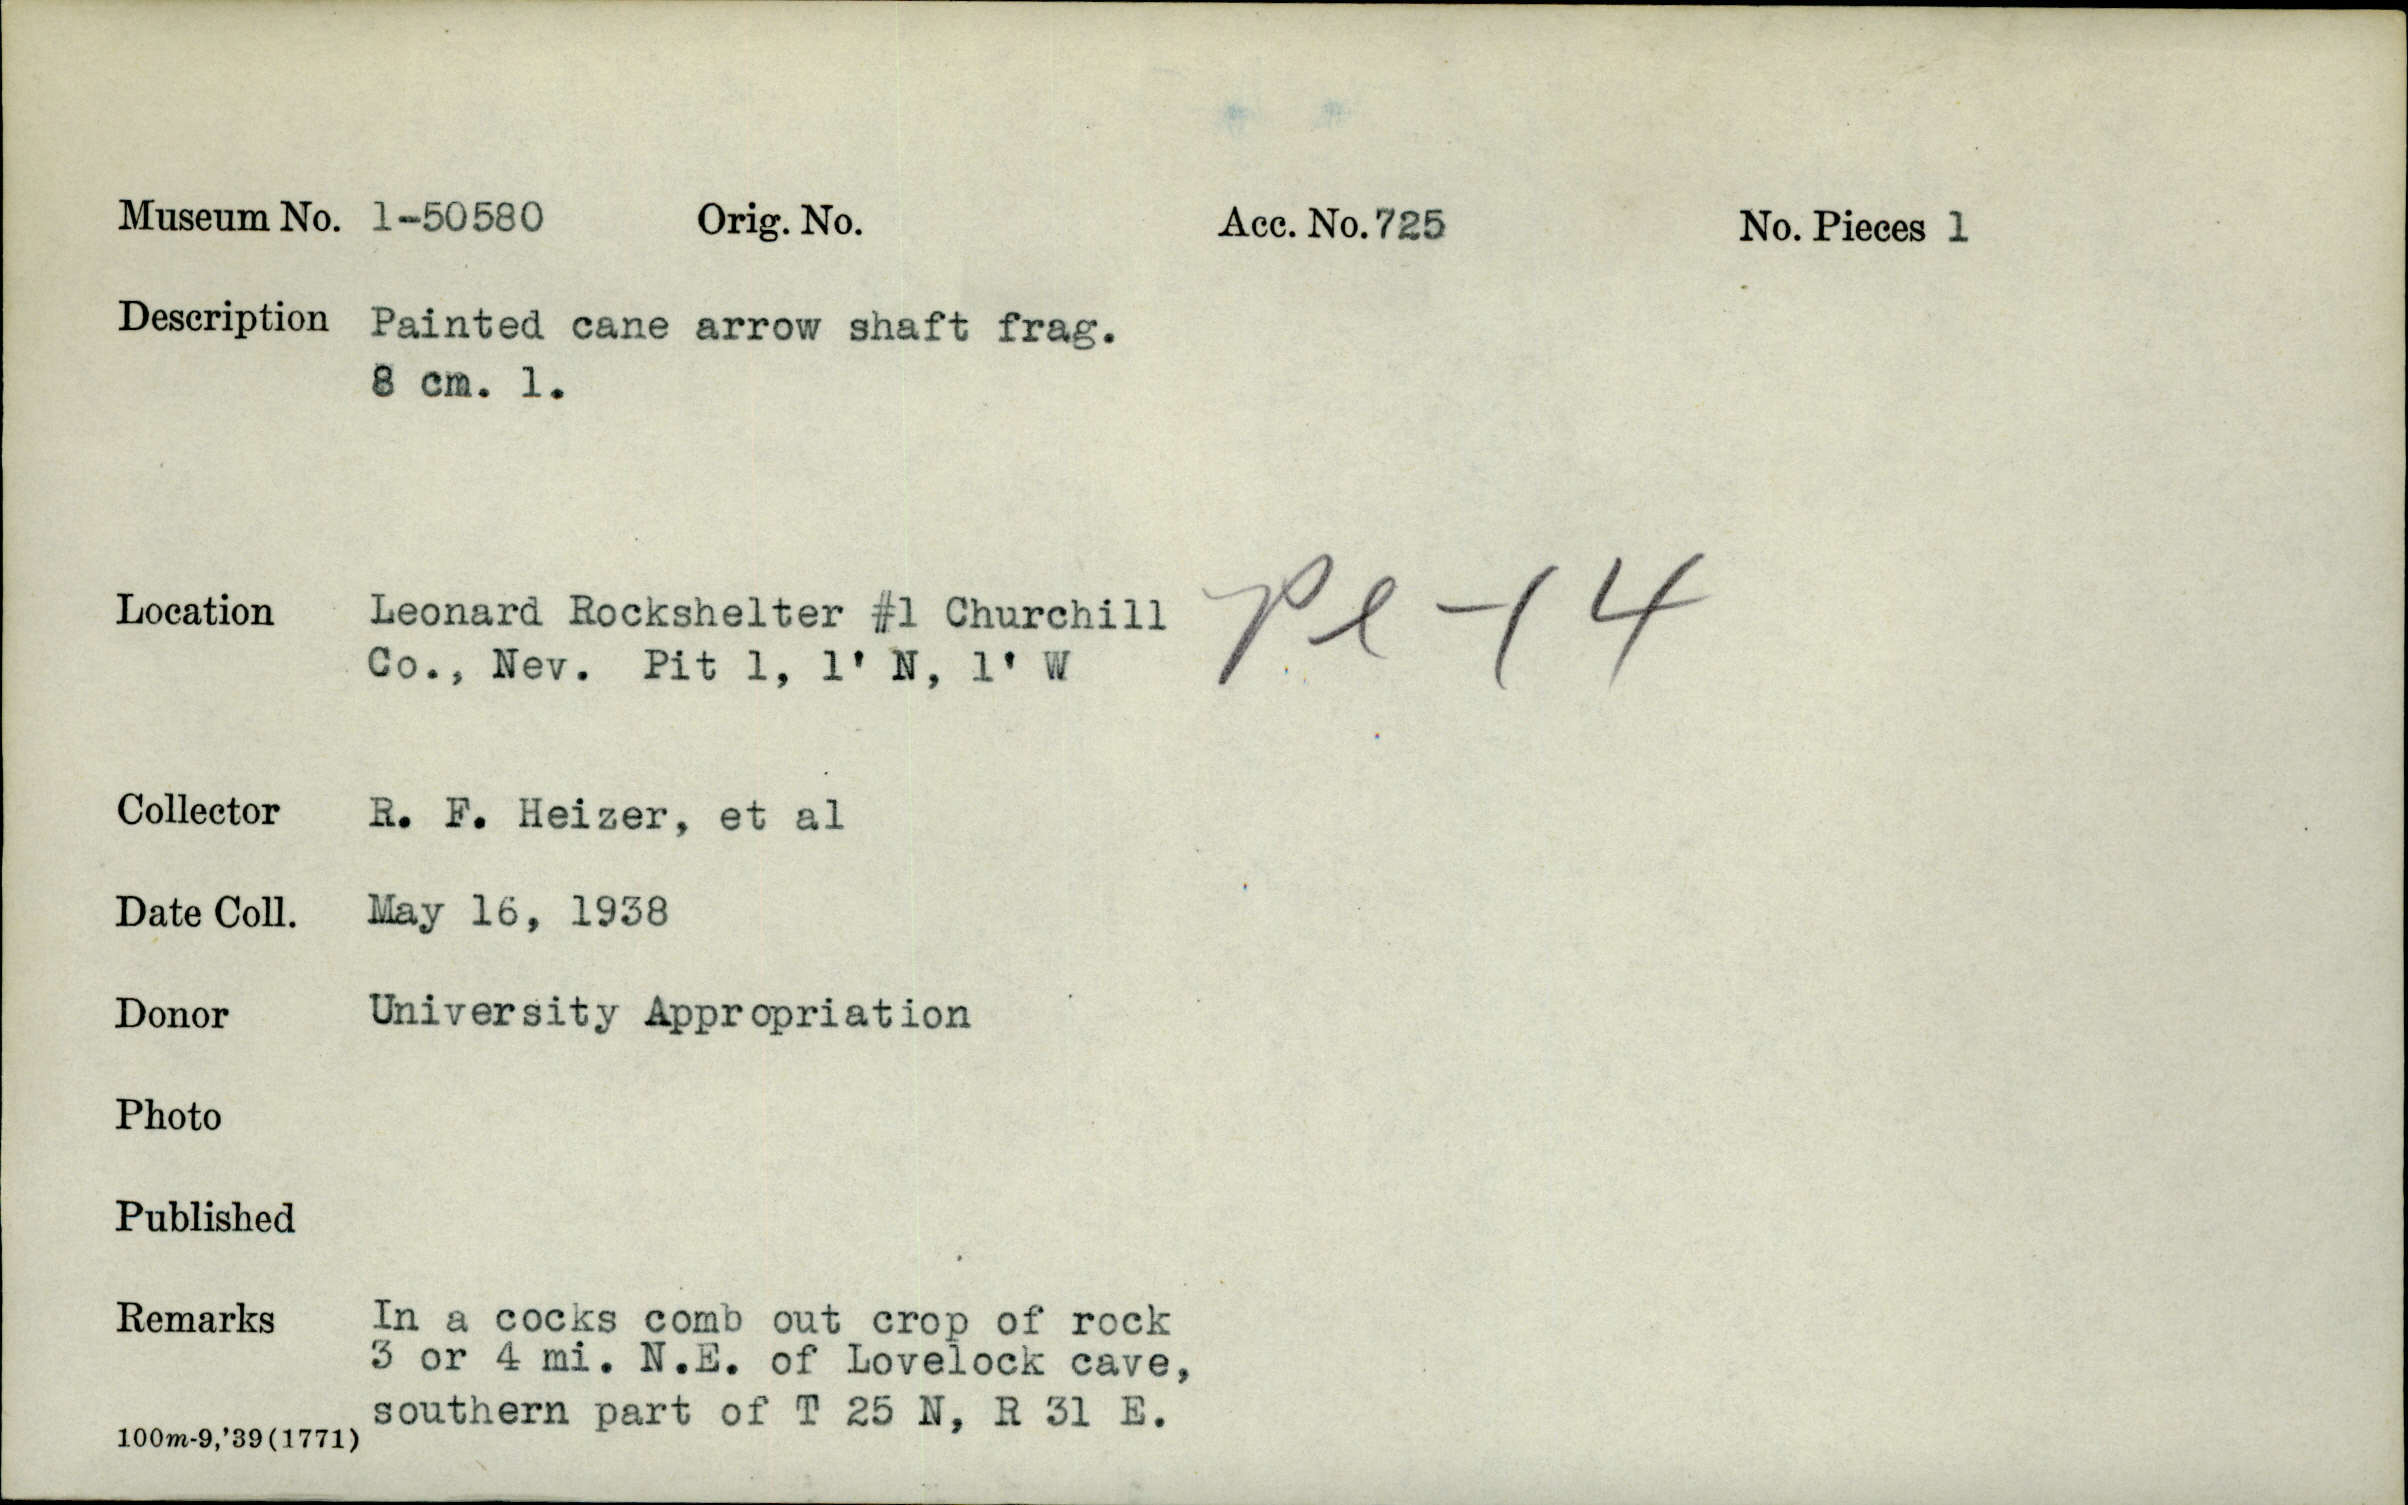 Museum No. 1-50580 Orig. No. Acc. No. 725 No. Pieces 1
Description Painted cane arrow shaft frag.
8 cm. l.
Location Leonard Rockshelter #1 Churchill
Co., Nev. Pit 1, 1' N, 1' W
Pe-14
Collector R. F. Heizer, et al
Date Coll. May 16, 1938
Donor University Appropriation
Photo
Published
Remarks In a cocks comb out crop of rock
3 or 4 mi. N.E. of Lovelock cave,
southern part of T 25 N, R 31 E.
100m-9,'39(1771)